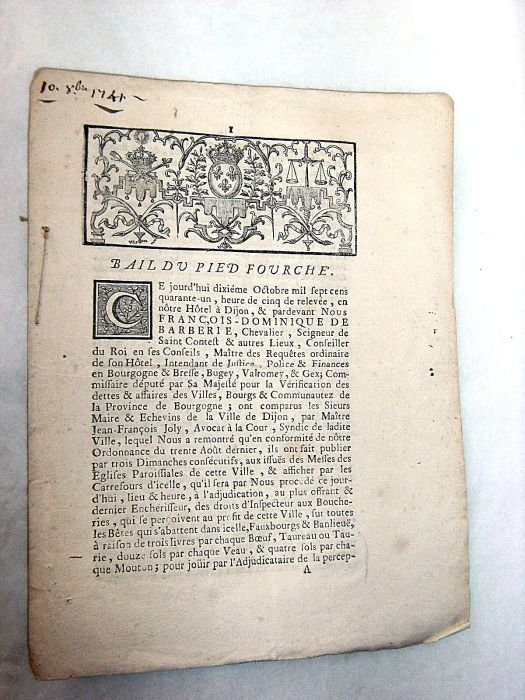 10. 8bre 1741.
1
BAIL DU PIED FOURCHE.
CE jourd'hui dixiéme Octobre mil sept cens
quarante-un, heure de cinq de relevée, en
nôtre Hôtel à Dijon, & pardevant NOUS
FRANÇOIS-DOMINIQUE DE
BARBERIE, Chevalier, Seigneur de
Saint Contest & autres Lieux, Conseiller
du Roi en ses Conseils, Maître des Requêtes ordinaire
de son Hôtel, Intendant de Justice, Police & Finances
en Bourgogne & Bresse, Bugey, Valromey, & Gex; Com-
missaire député par Sa Majesté pour la Vérification des
dettes & affaires des Villes, Bourgs & Communautez de
la Province de Bourgogne; ont comparus les Sieurs
Maire & Echevins de la Ville de Dijon, par Maître
Jean-François Joly, Avocat à la Cour, Syndic de ladite
Ville, lequel Nous a remontré qu'en conformité de nôtre
Ordonnance du trente Août dernier, ils ont fait publier
par trois Dimanches consécutifs, aux issuës des Messes des
Églises Paroissiales de cette Ville, & afficher par les
Carrefours d'icelle, qu'il sera par Nous procedé ce jour-
d'hui, lieu & heure, à l'adjudication, au plus offrant &
dernier Encherisseur, des droits d'Inspecteur aux Bouche-
ries, qui se perçoivent au profit de cette Ville, sur toutes
les Bêtes qui s'abattent dans icelle, Fauxbourgs & Banlieuë,
à raison de trois livres par chaque Bœuf, Taureau ou Tau-
rie, douze sols par chaque Veau, & quatre sols par cha-
que Mouton; pour joüir par l'Adjudicataire de la percep-
A